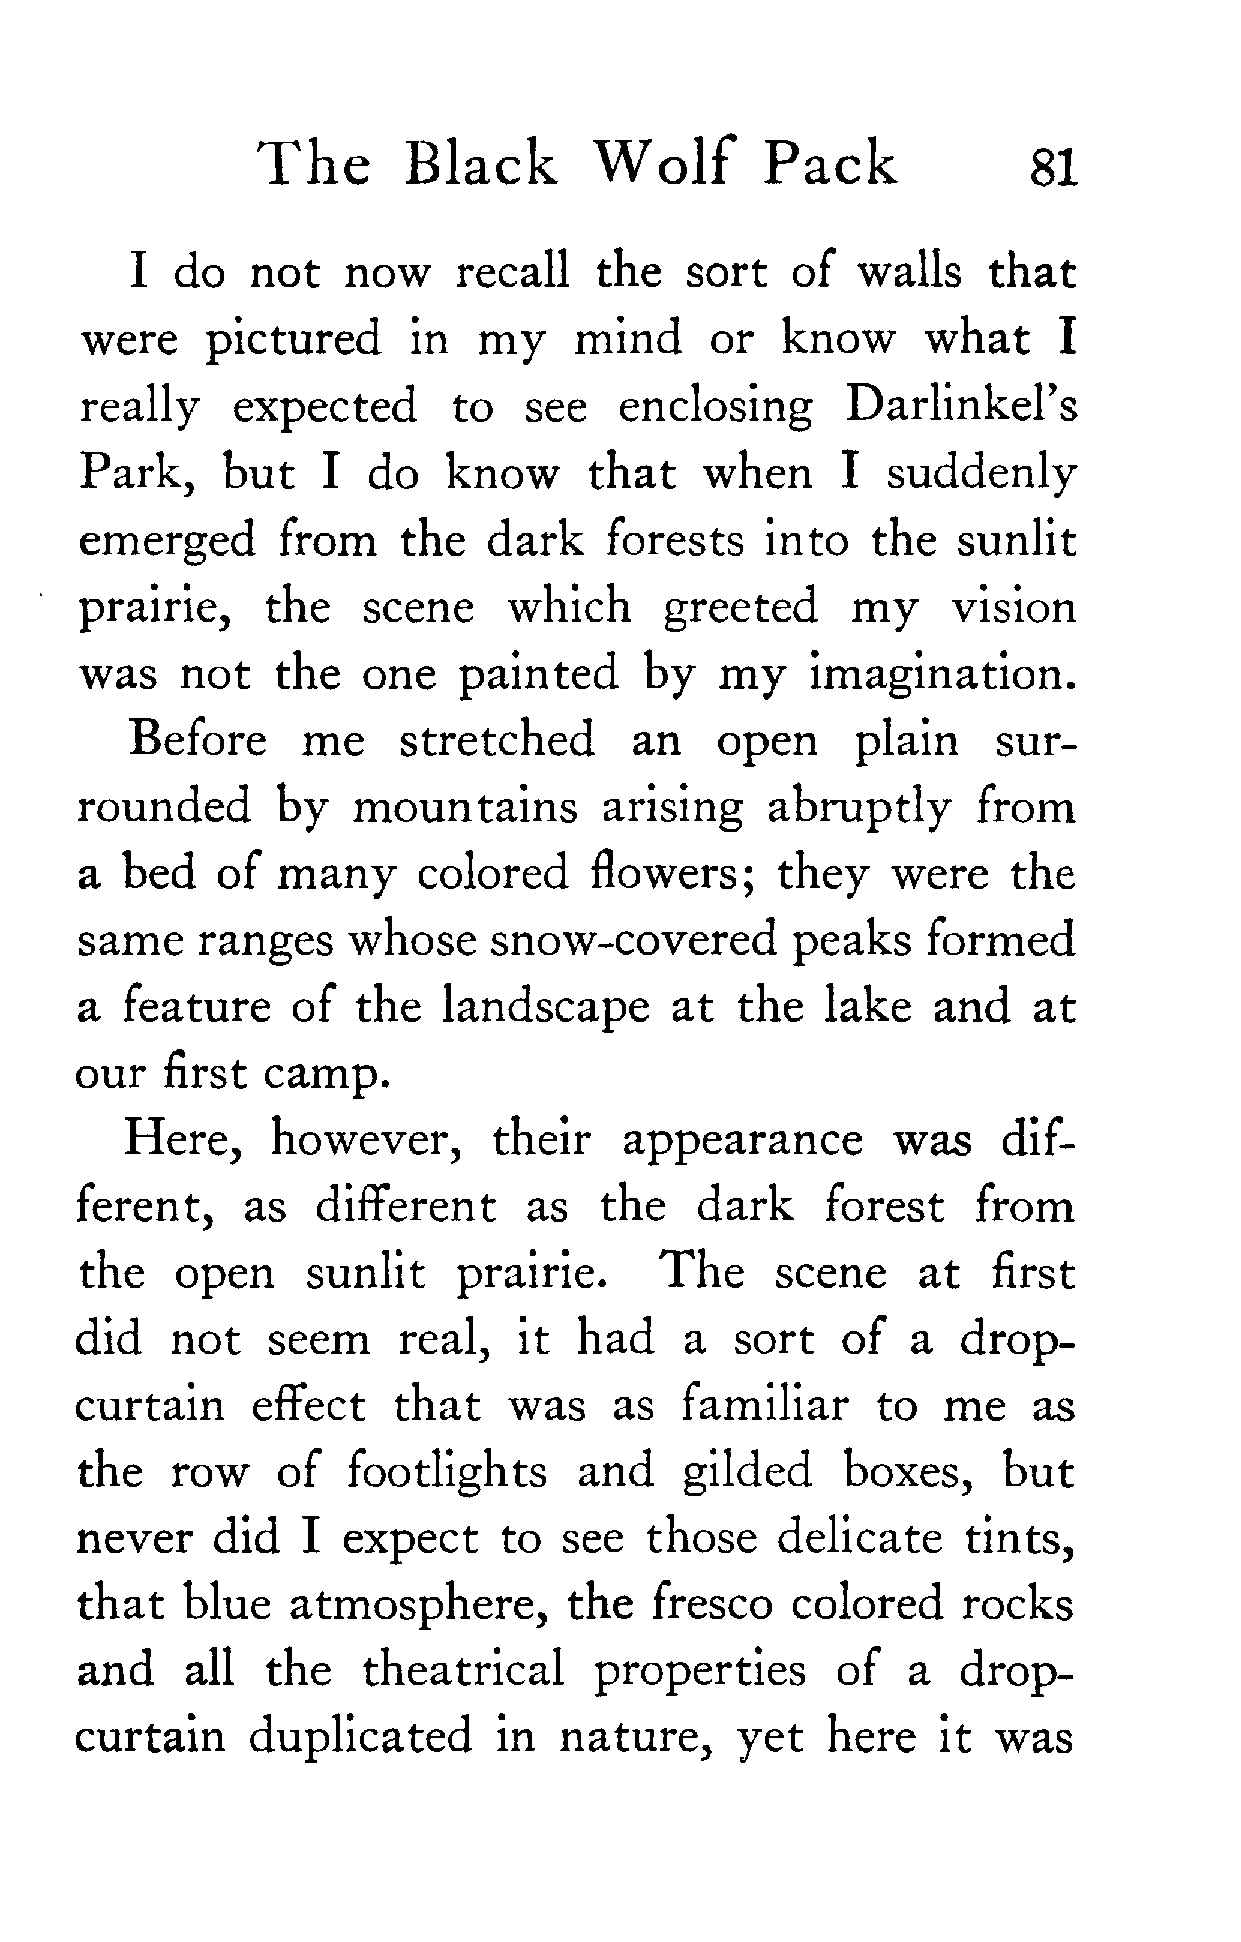 The Black Wolf Pack 81
I do not now recall the sort of walls that
were pictured in my mind or know what I
really expected to see enclosing Darlinkel's
Park, but I do know that when I suddenly
emerged from the dark forests into the sunlit
prairie, the scene which greeted my vision
was not the one painted by my imagination.
Before me stretched an open plain sur-
rounded by mountains arising abruptly from
a bed of many colored flowers; they were the
same ranges whose snow-covered peaks formed
a feature of the landscape at the lake and at
our first camp.
Here, however, their appearance was dif-
ferent, as different as the dark forest from
the open sunlit prairie. The scene at first
did not seem real, it had a sort of a drop-
curtain effect that was as familiar to me as
the row of footlights and gilded boxes, but
never did I expect to see those delicate tints,
that blue atmosphere, the fresco colored rocks
and all the theatrical properties of a drop-
curtain duplicated in nature, yet here it was